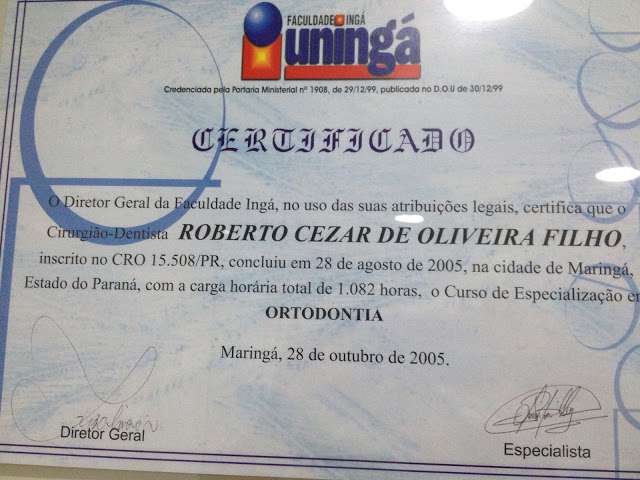 FACULDADE INGÁ
uningá
Credenciada pela Portaria Ministerial nº 1908, de 29/12/99, publicado no D.O.U de 30/12/99
CERTIFICADO
O Diretor Geral da Faculdade Ingá, no uso das suas atribuições legais, certifica que o
Cirurgião-Dentista ROBERTO CEZAR DE OLIVEIRA FILHO,
inscrito no CRO 15.508/PR, concluiu em 28 de agosto de 2005, na cidade de Maringá,
Estado do Paraná, com a carga horária total de 1.082 horas, o Curso de Especialização em
ORTODONTIA
Maringá, 28 de outubro de 2005.
Diretor Geral
Especialista